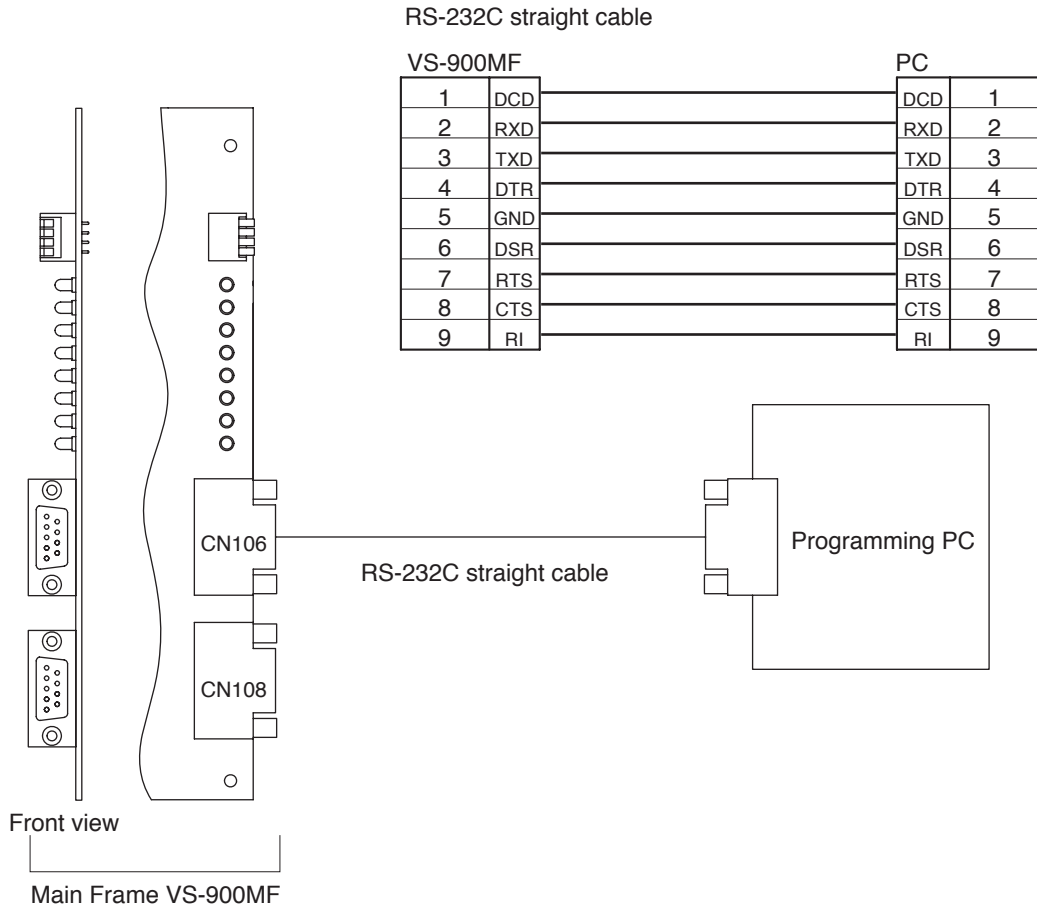 RS-232C straight cable
VS-900MF PC
1 DCD DCD 1
2 RXD RXD 2
3 TXD TXD 3
4 DTR DTR 4
5 GND GND 5
6 DSR DSR 6
7 RTS RTS 7
8 CTS CTS 8
9 RI RI 9
CN106
RS-232C straight cable
Programming PC
CN108
Front view
Main Frame VS-900MF